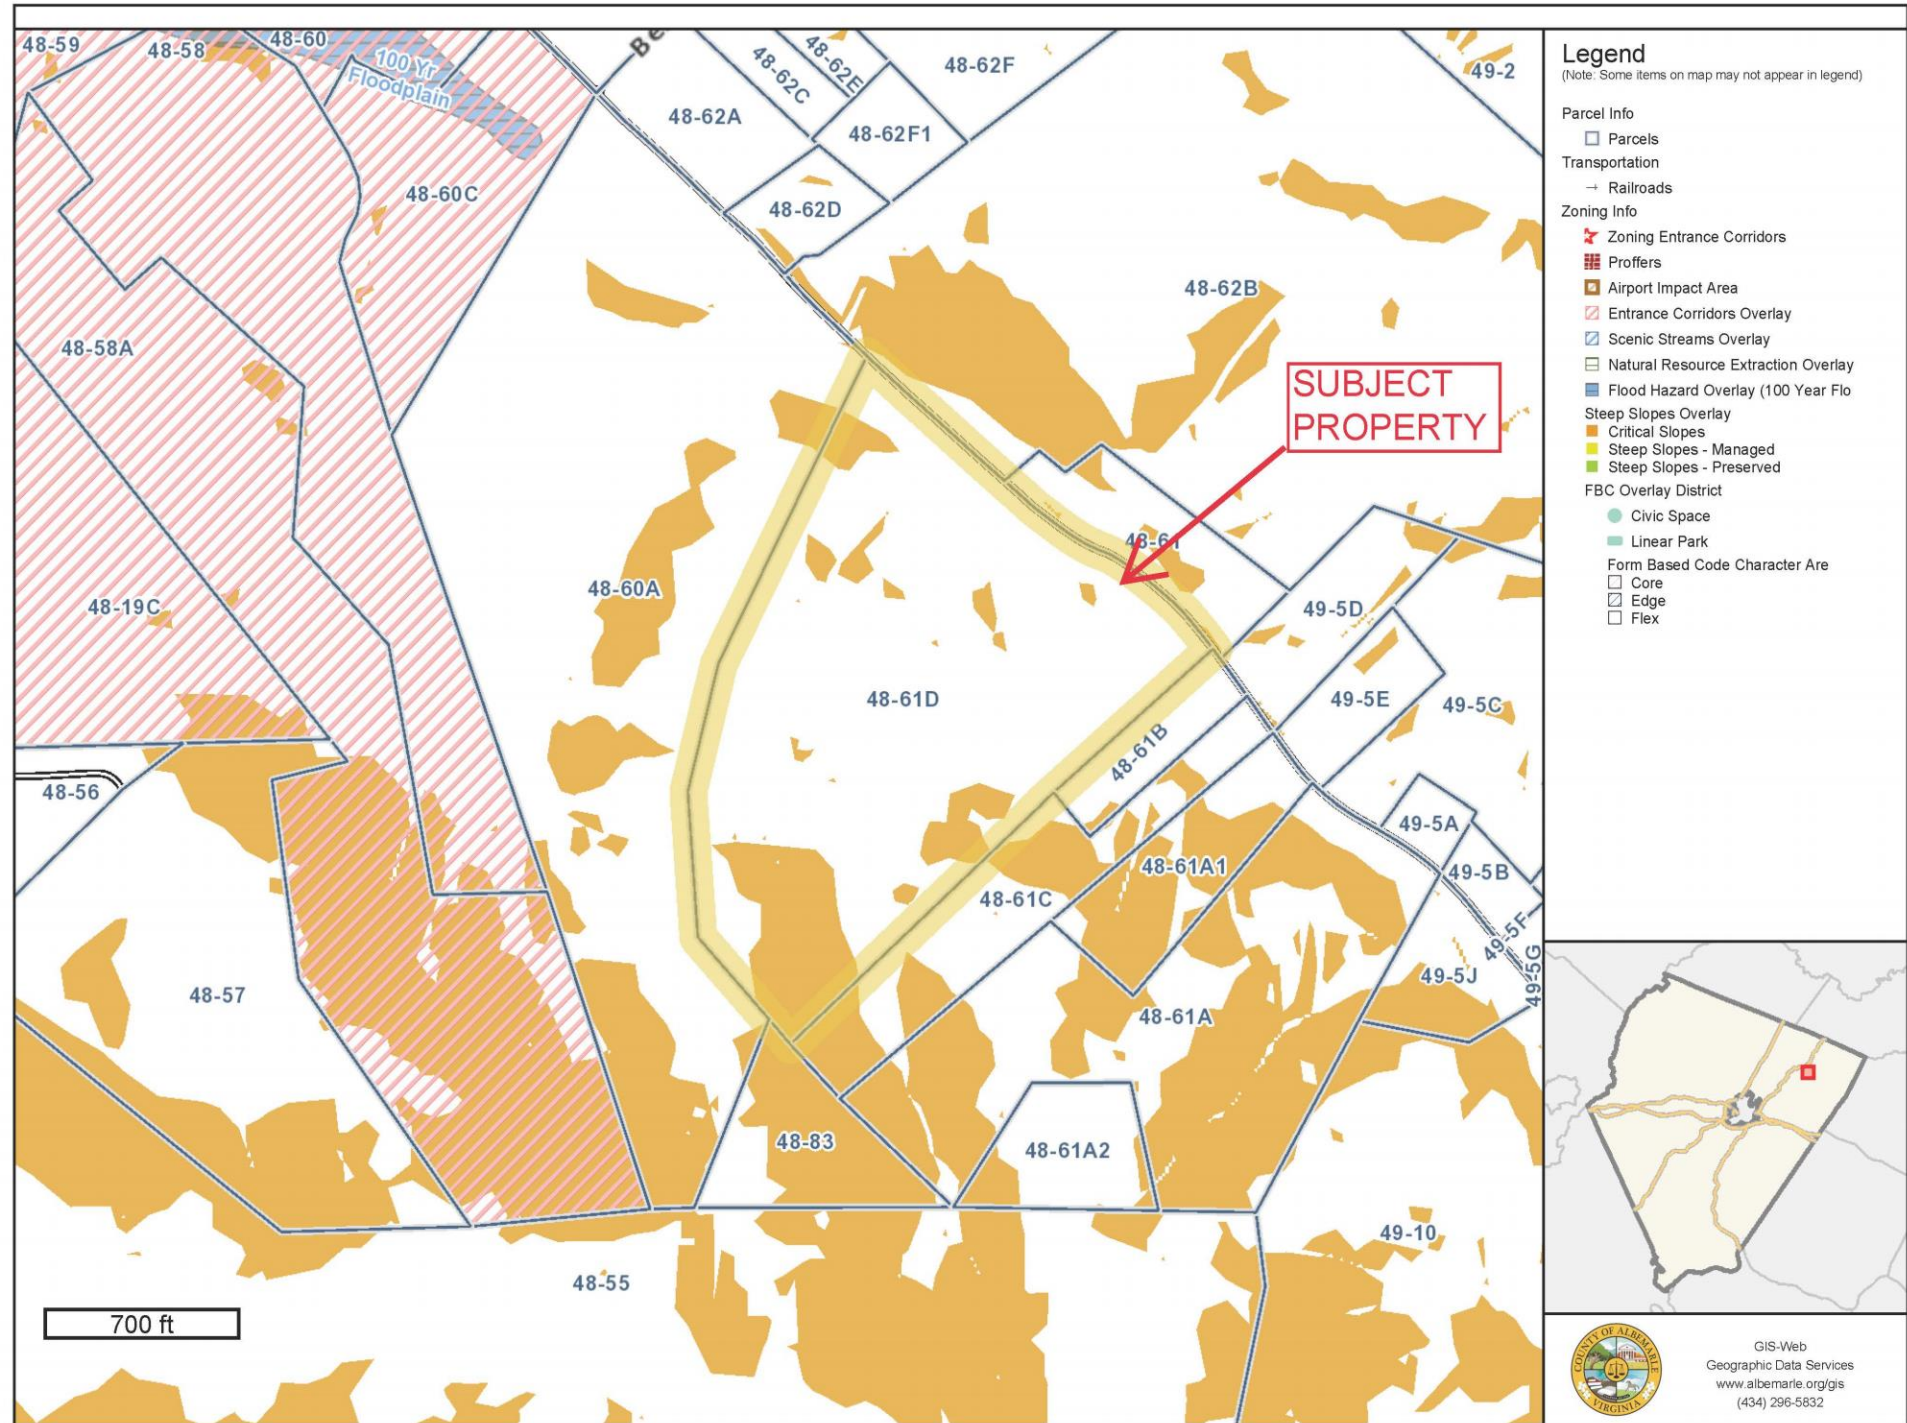 48-59
48-58
48-60
100 Yr
Floodplain
Be
48-62C
48-62E
48-62F
49-2
48-62A
48-62F1
48-60C
48-62D
48-62B
48-58A
SUBJECT
PROPERTY
48-61
48-60A
48-19C
49-5D
48-61D
49-5E
49-5C
48-61B
48-56
49-5A
48-61A1
49-5B
48-61C
49-5F
49-5G
49-5J
48-57
48-61A
48-83
48-61A2
49-10
48-55
700 ft
Legend
(Note: Some items on map may not appear in legend)
Parcel Info
Parcels
Transportation
Railroads
Zoning Info
Zoning Entrance Corridors
Proffers
Airport Impact Area
Entrance Corridors Overlay
Scenic Streams Overlay
Natural Resource Extraction Overlay
Flood Hazard Overlay (100 Year Flo
Steep Slopes Overlay
Critical Slopes
Steep Slopes - Managed
Steep Slopes - Preserved
FBC Overlay District
Civic Space
Linear Park
Form Based Code Character Are
Core
Edge
Flex
COUNTY OF ALBEMARLE
VIRGINIA
GIS-Web
Geographic Data Services
www.albemarle.org/gis
(434) 296-5832